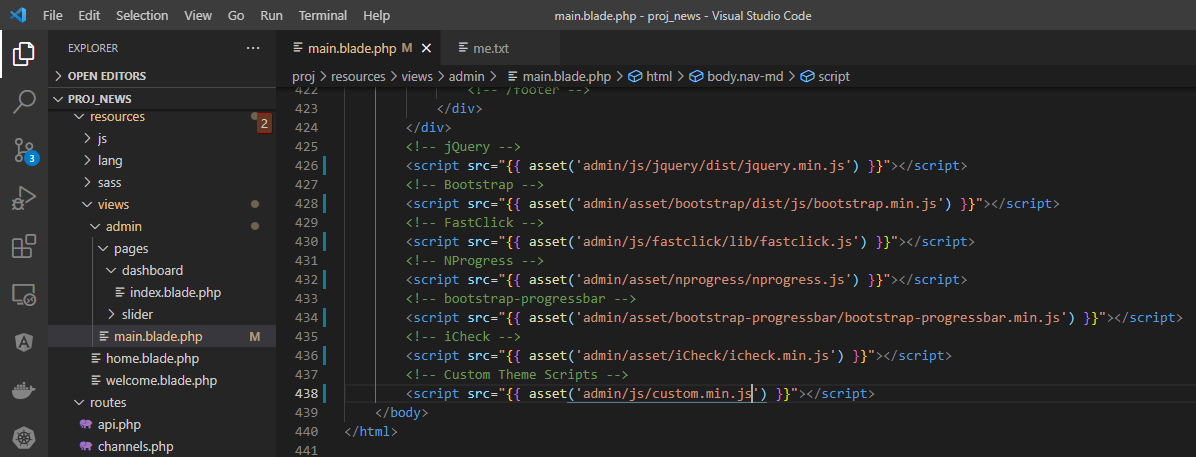 File Edit Selection View Go Run Terminal Help
main.blade.php - proj_news - Visual Studio Code
EXPLORER
OPEN EDITORS
PROJ_NEWS
resources
2
js
lang
sass
views
admin
pages
dashboard
index.blade.php
slider
main.blade.php M
home.blade.php
welcome.blade.php
routes
api.php
channels.php
3
main.blade.php M
me.txt
proj > resources > views > admin > main.blade.php > html > body.nav-md > script
422 <!-- /footer -->
423 </div>
424 </div>
425 <!-- jQuery -->
426 <script src="{{ asset('admin/js/jquery/dist/jquery.min.js') }}"></script>
427 <!-- Bootstrap -->
428 <script src="{{ asset('admin/asset/bootstrap/dist/js/bootstrap.min.js') }}"></script>
429 <!-- FastClick -->
430 <script src="{{ asset('admin/js/fastclick/lib/fastclick.js') }}"></script>
431 <!-- NProgress -->
432 <script src="{{ asset('admin/asset/nprogress/nprogress.js') }}"></script>
433 <!-- bootstrap-progressbar -->
434 <script src="{{ asset('admin/asset/bootstrap-progressbar/bootstrap-progressbar.min.js') }}"></script>
435 <!-- iCheck -->
436 <script src="{{ asset('admin/asset/iCheck/icheck.min.js') }}"></script>
437 <!-- Custom Theme Scripts -->
438 <script src="{{ asset('admin/js/custom.min.js') }}"></script>
439 </body>
440 </html>
441